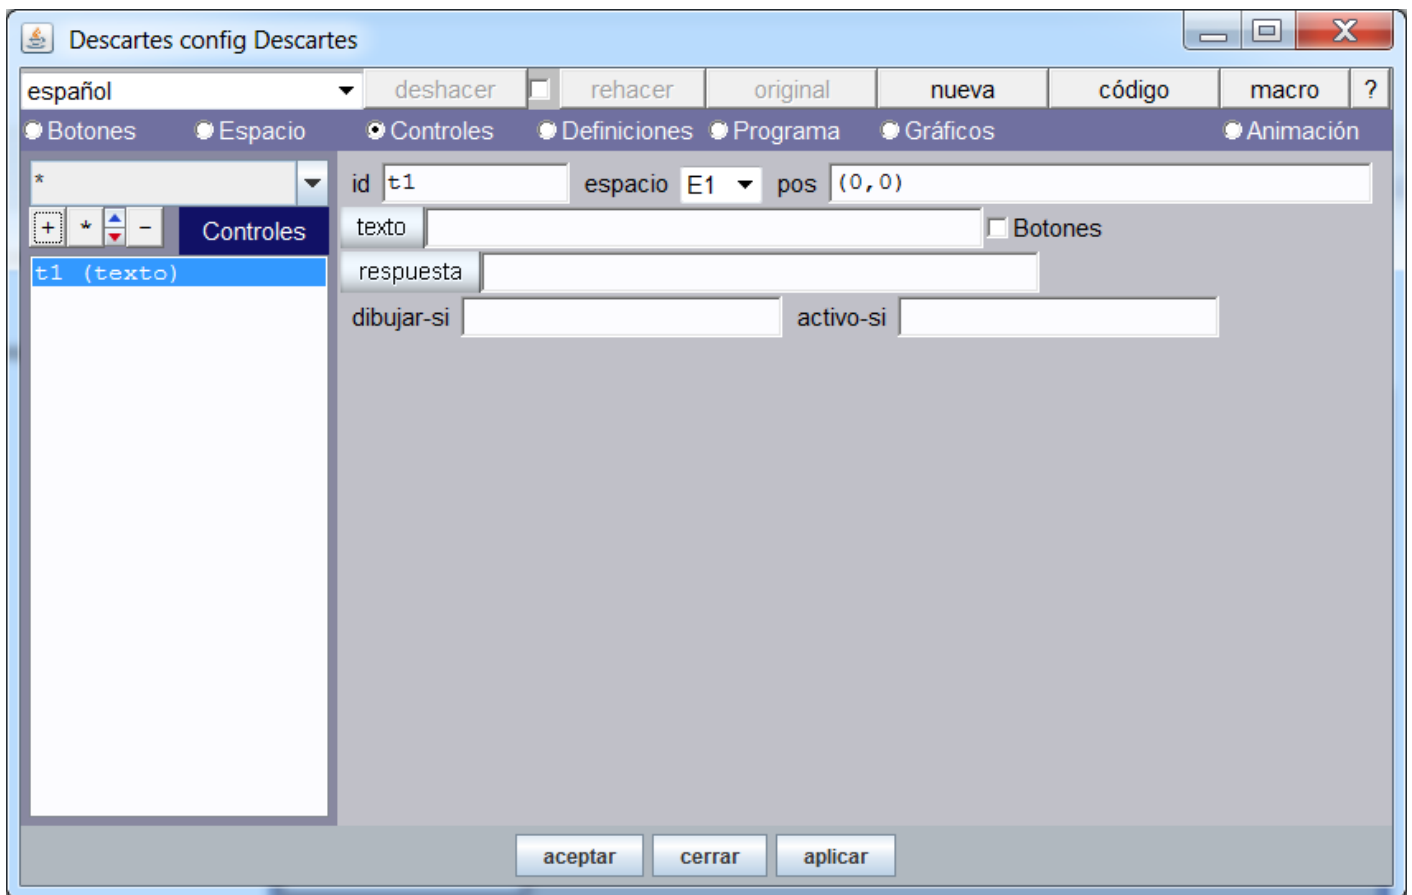 Descartes config Descartes
español deshacer rehacer original nueva código macro ?
Botones Espacio Controles Definiciones Programa Gráficos Animación
* id t1 espacio E1 pos (0,0)
+ * - Controles texto Botones
t1 (texto) respuesta
dibujar-si activo-si
aceptar cerrar aplicar